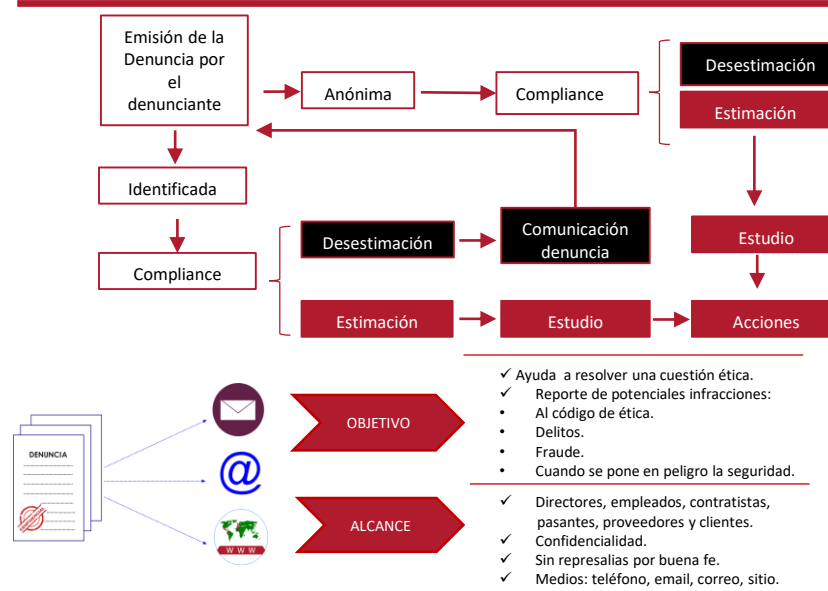 Emisión de la
Denuncia por
el
denunciante
Anónima
Compliance
Desestimación
Estimación
Identificada
Compliance
Desestimación
Comunicación
denuncia
Estudio
Estimación
Estudio
Acciones
DENUNCIA
@
WWW
OBJETIVO
✓ Ayuda a resolver una cuestión ética.
✓ Reporte de potenciales infracciones:
• Al código de ética.
• Delitos.
• Fraude.
• Cuando se pone en peligro la seguridad.
ALCANCE
✓ Directores, empleados, contratistas,
pasantes, proveedores y clientes.
✓ Confidencialidad.
✓ Sin represalias por buena fe.
✓ Medios: teléfono, email, correo, sitio.